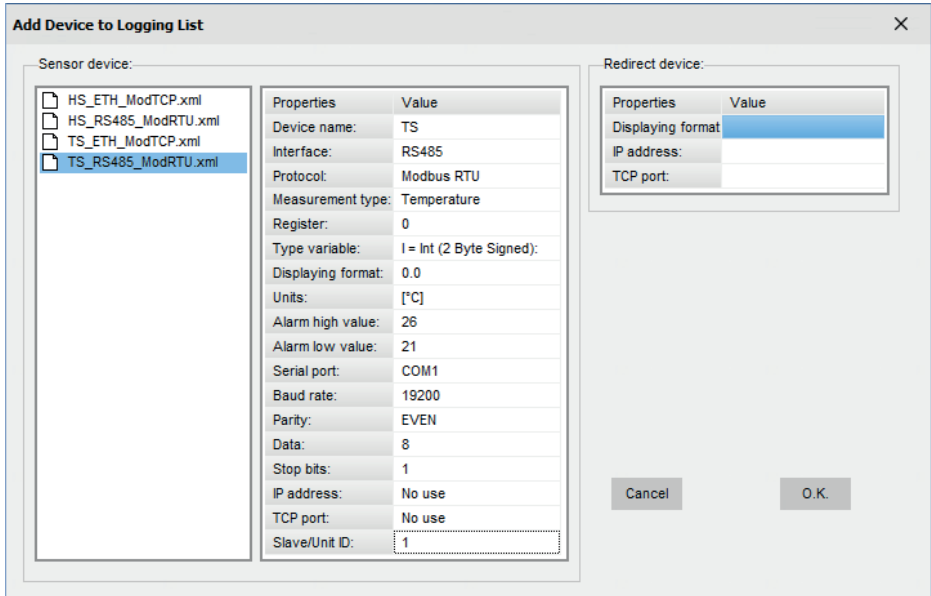 Add Device to Logging List
Sensor device:
HS_ETH_ModTCP.xml
HS_RS485_ModRTU.xml
TS_ETH_ModTCP.xml
TS_RS485_ModRTU.xml
Properties Value
Device name: TS
Interface: RS485
Protocol: Modbus RTU
Measurement type: Temperature
Register: 0
Type variable: I = Int (2 Byte Signed):
Displaying format: 0.0
Units: [°C]
Alarm high value: 26
Alarm low value: 21
Serial port: COM1
Baud rate: 19200
Parity: EVEN
Data: 8
Stop bits: 1
IP address: No use
TCP port: No use
Slave/Unit ID: 1
Redirect device:
Properties Value
Displaying format
IP address:
TCP port:
Cancel O.K.